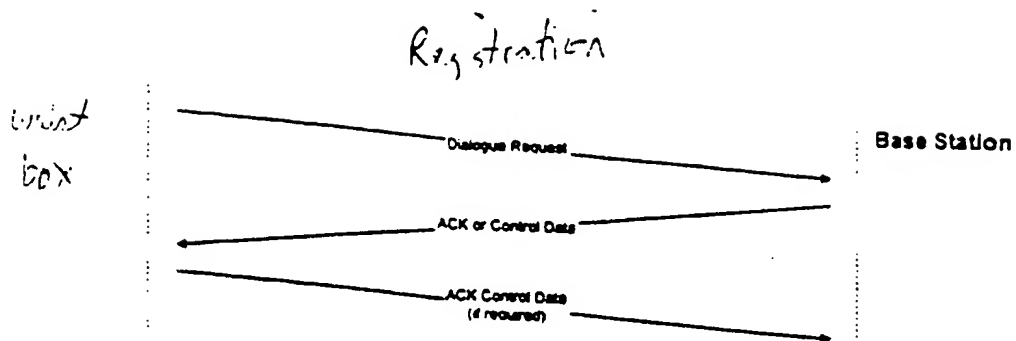 Registration
wrist
box
Dialogue Request
Base Station
ACK or Control Data
ACK Control Data
(if required)